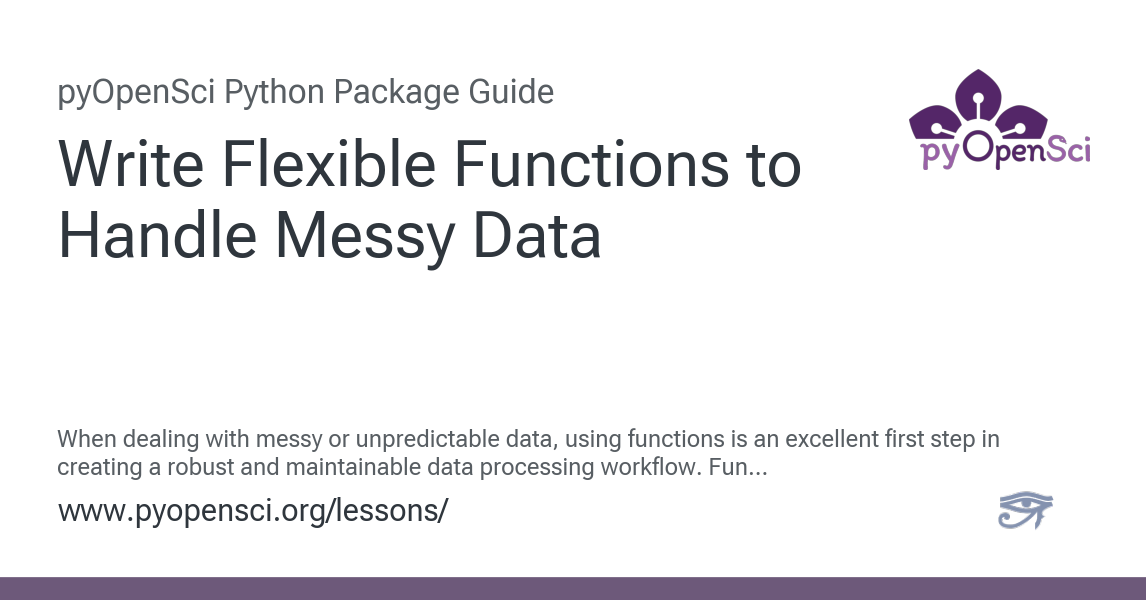 pyOpenSci Python Package Guide
Write Flexible Functions to
Handle Messy Data
pyOpenSci
When dealing with messy or unpredictable data, using functions is an excellent first step in
creating a robust and maintainable data processing workflow. Fun...
www.pyopensci.org/lessons/